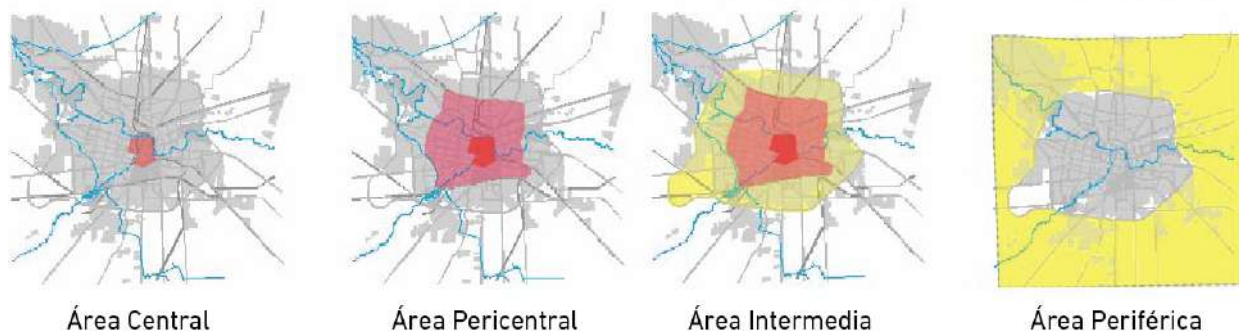 Área Central
Área Pericentral
Área Intermedia
Área Periférica